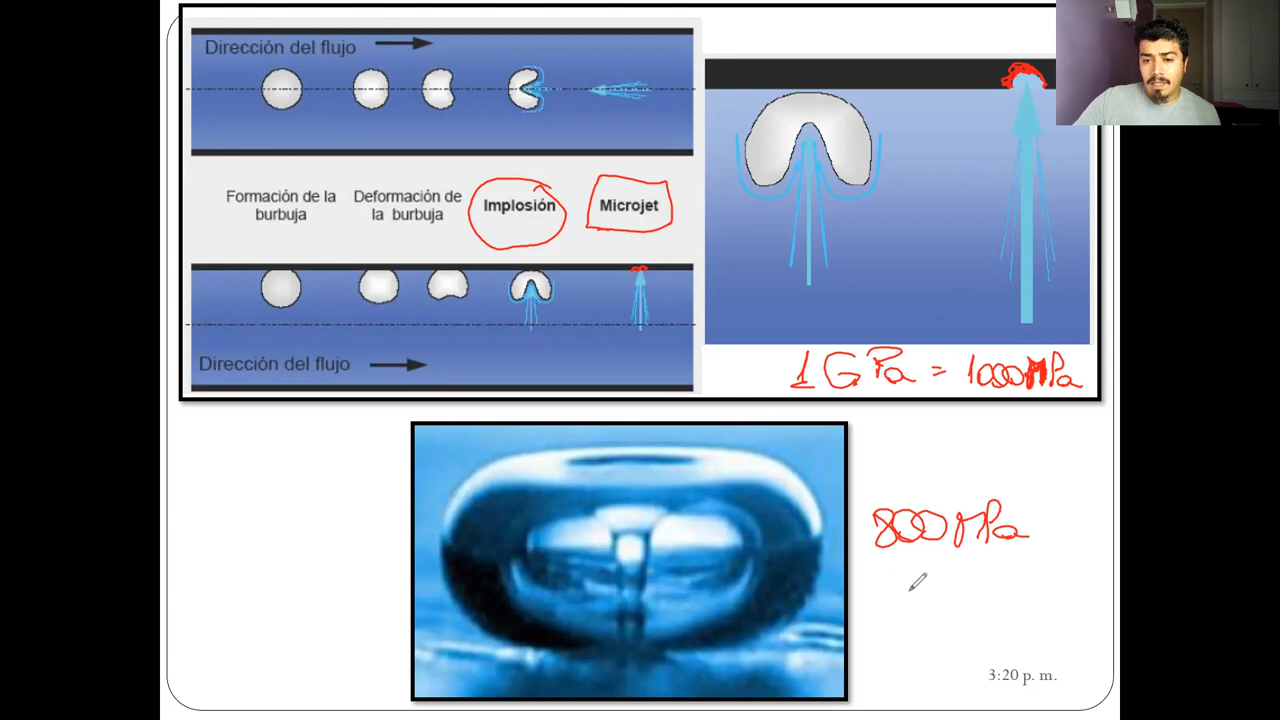 Dirección del flujo
Formación de la
burbuja
Deformación de
la burbuja
Implosión
Microjet
Dirección del flujo
1 G Pa = 1000 MPa
800 MPa
3:20 p. m.